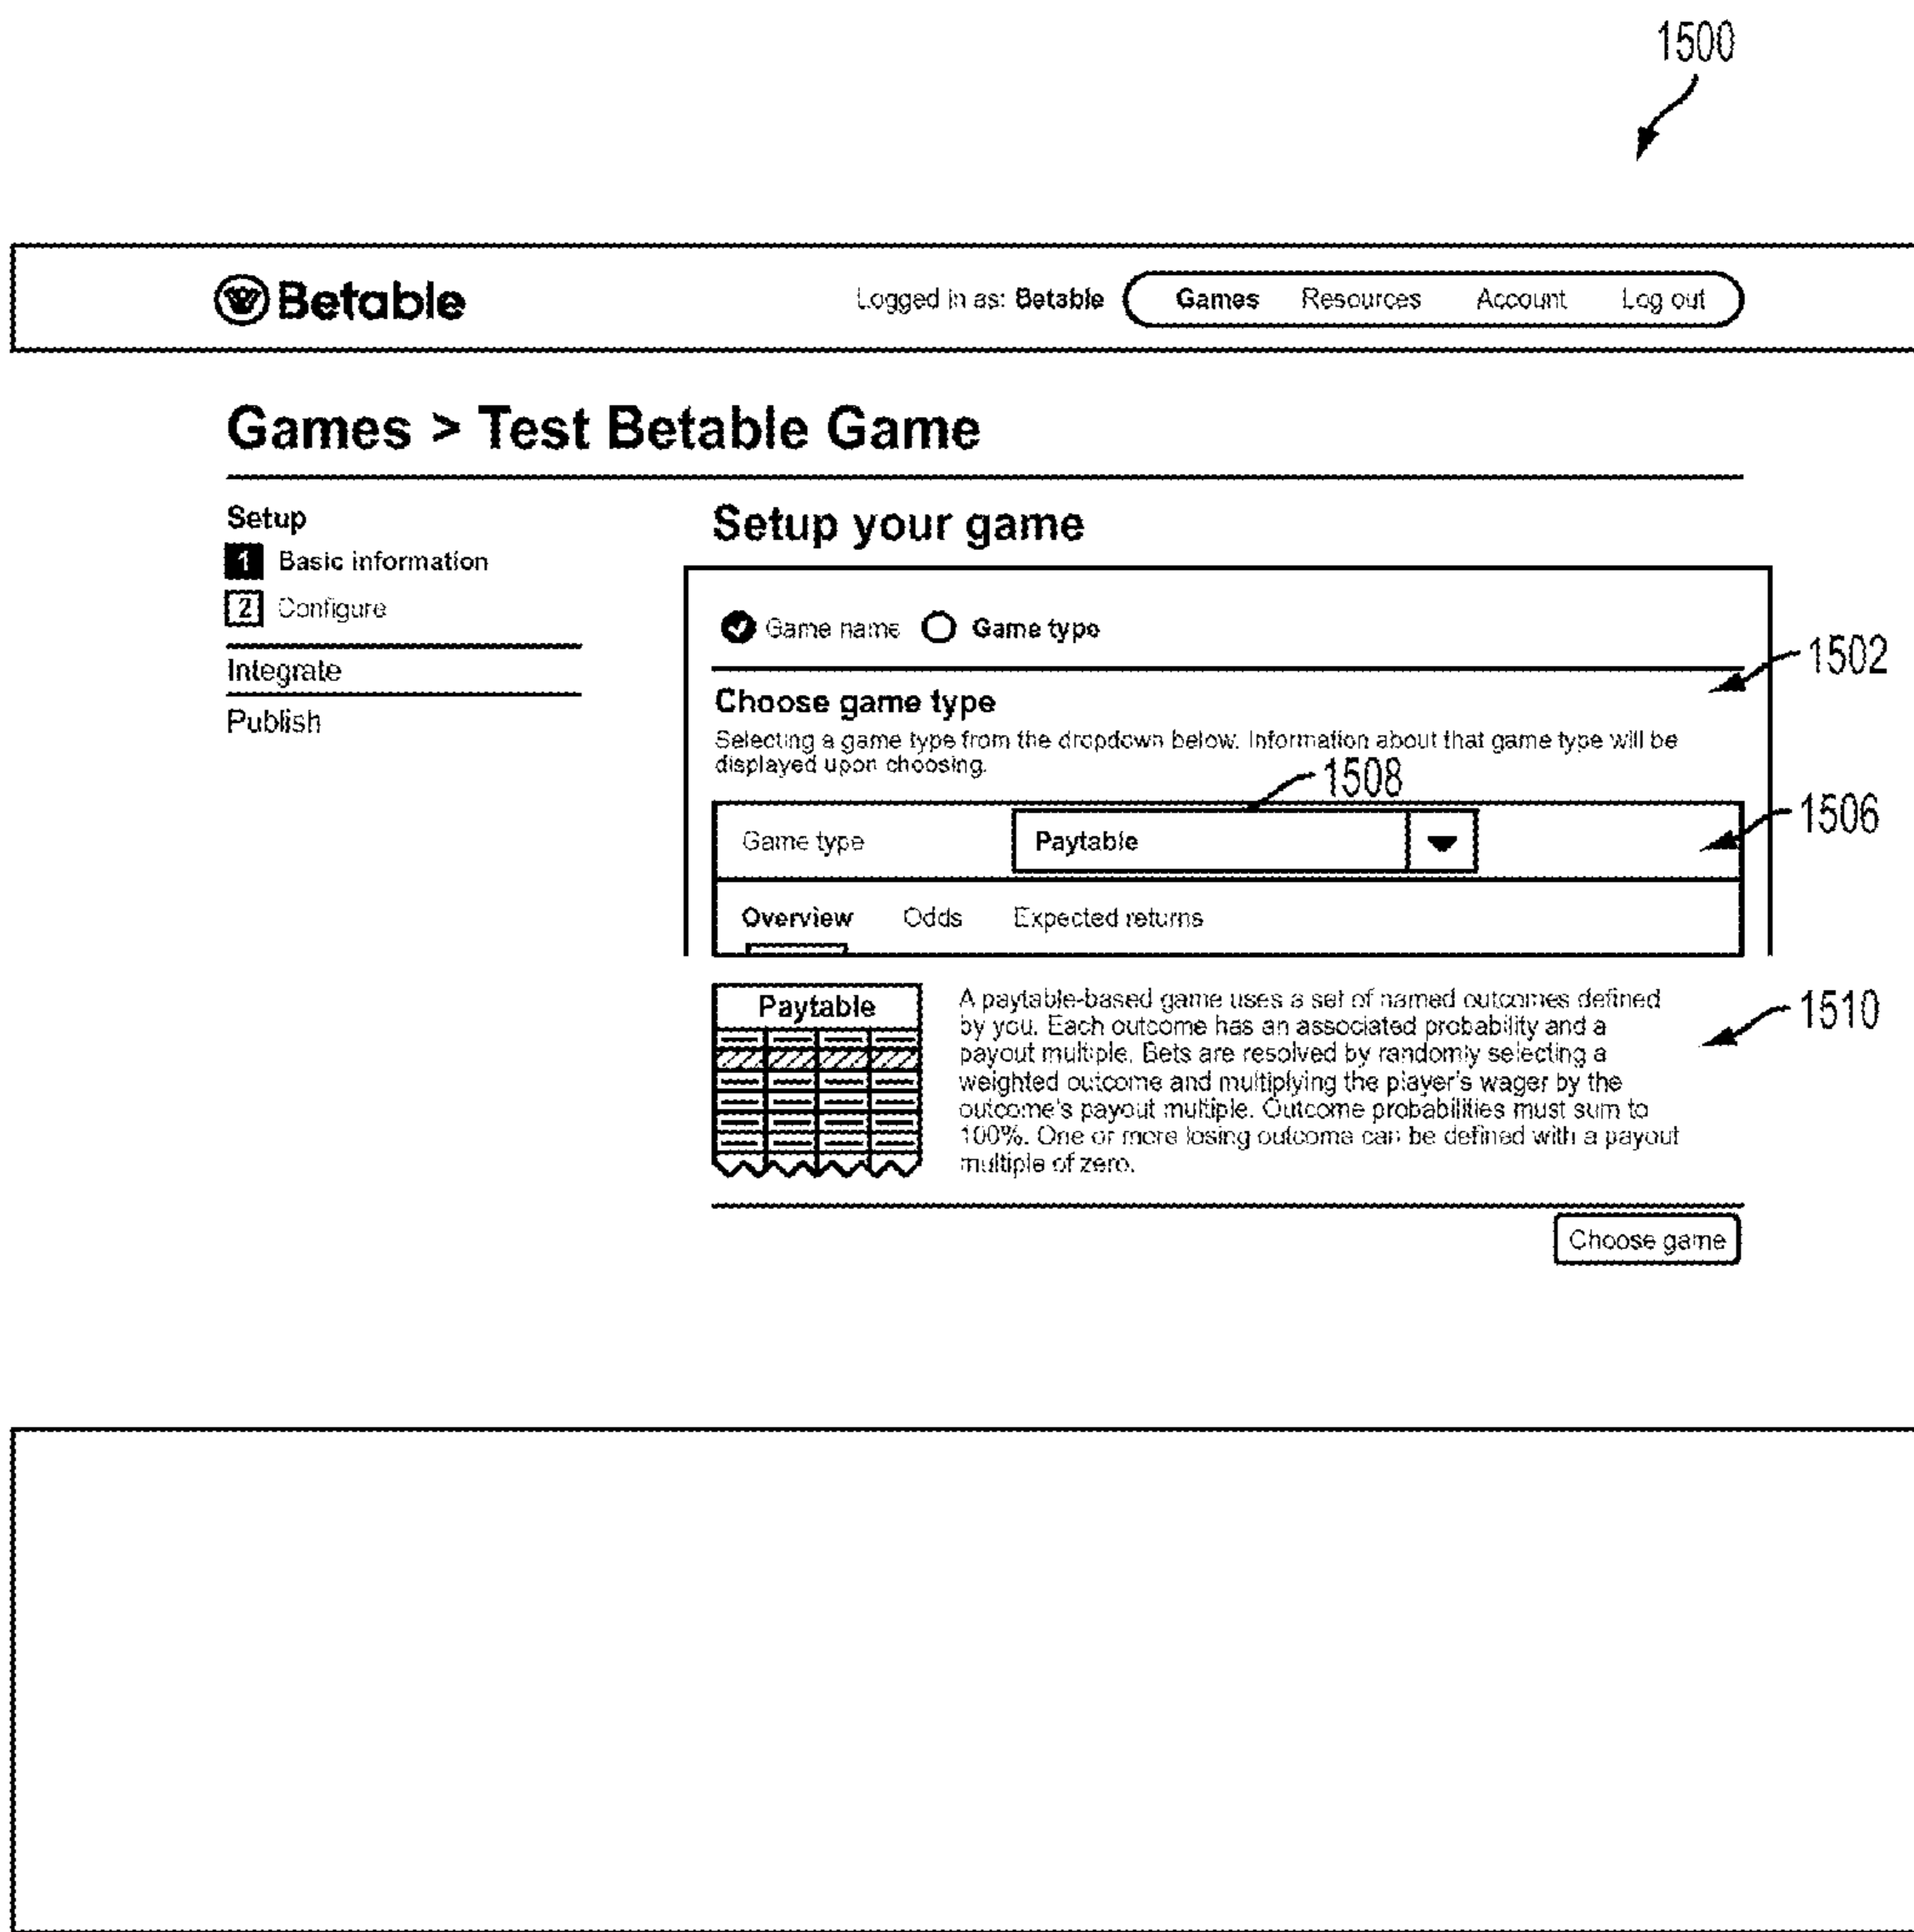 1500
Betable
Logged in as: Betable Games Resources Account Log out
Games > Test Betable Game
Setup
1 Basic information
2 Configure
Integrate
Publish
Setup your game
Game name Game type
1502
Choose game type
Selecting a game type from the dropdown below. Information about that game type will be
displayed upon choosing.
1508
Game type Paytable
1506
Overview Odds Expected returns
Paytable
A paytable-based game uses a set of named outcomes defined
by you. Each outcome has an associated probability and a
payout multiple. Bets are resolved by randomly selecting a
weighted outcome and multiplying the player's wager by the
outcome's payout multiple. Outcome probabilities must sum to
100%. One or more losing outcome can be defined with a payout
multiple of zero.
1510
Choose game